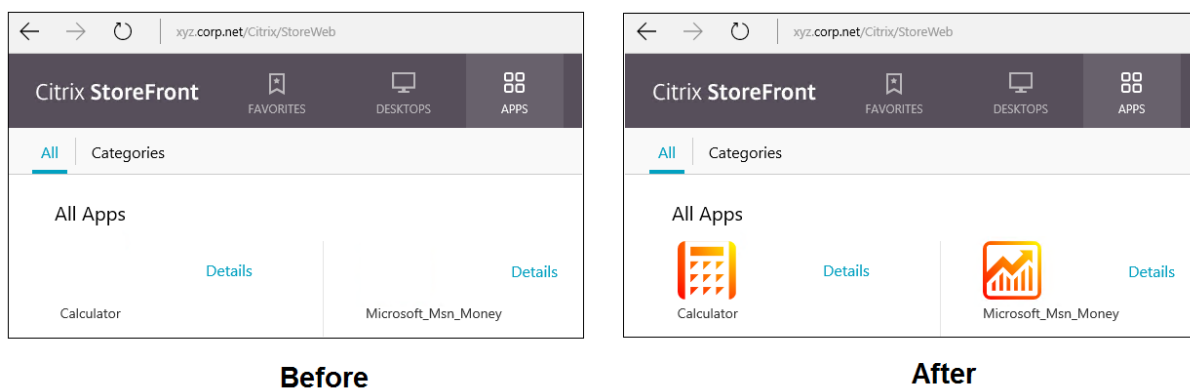 xyz.corp.net/Citrix/StoreWeb
Citrix StoreFront
FAVORITES
DESKTOPS
APPS
All
Categories
All Apps
Details
Details
Calculator
Microsoft_Msn_Money
Before
xyz.corp.net/Citrix/StoreWeb
Citrix StoreFront
FAVORITES
DESKTOPS
APPS
All
Categories
All Apps
Details
Details
Calculator
Microsoft_Msn_Money
After